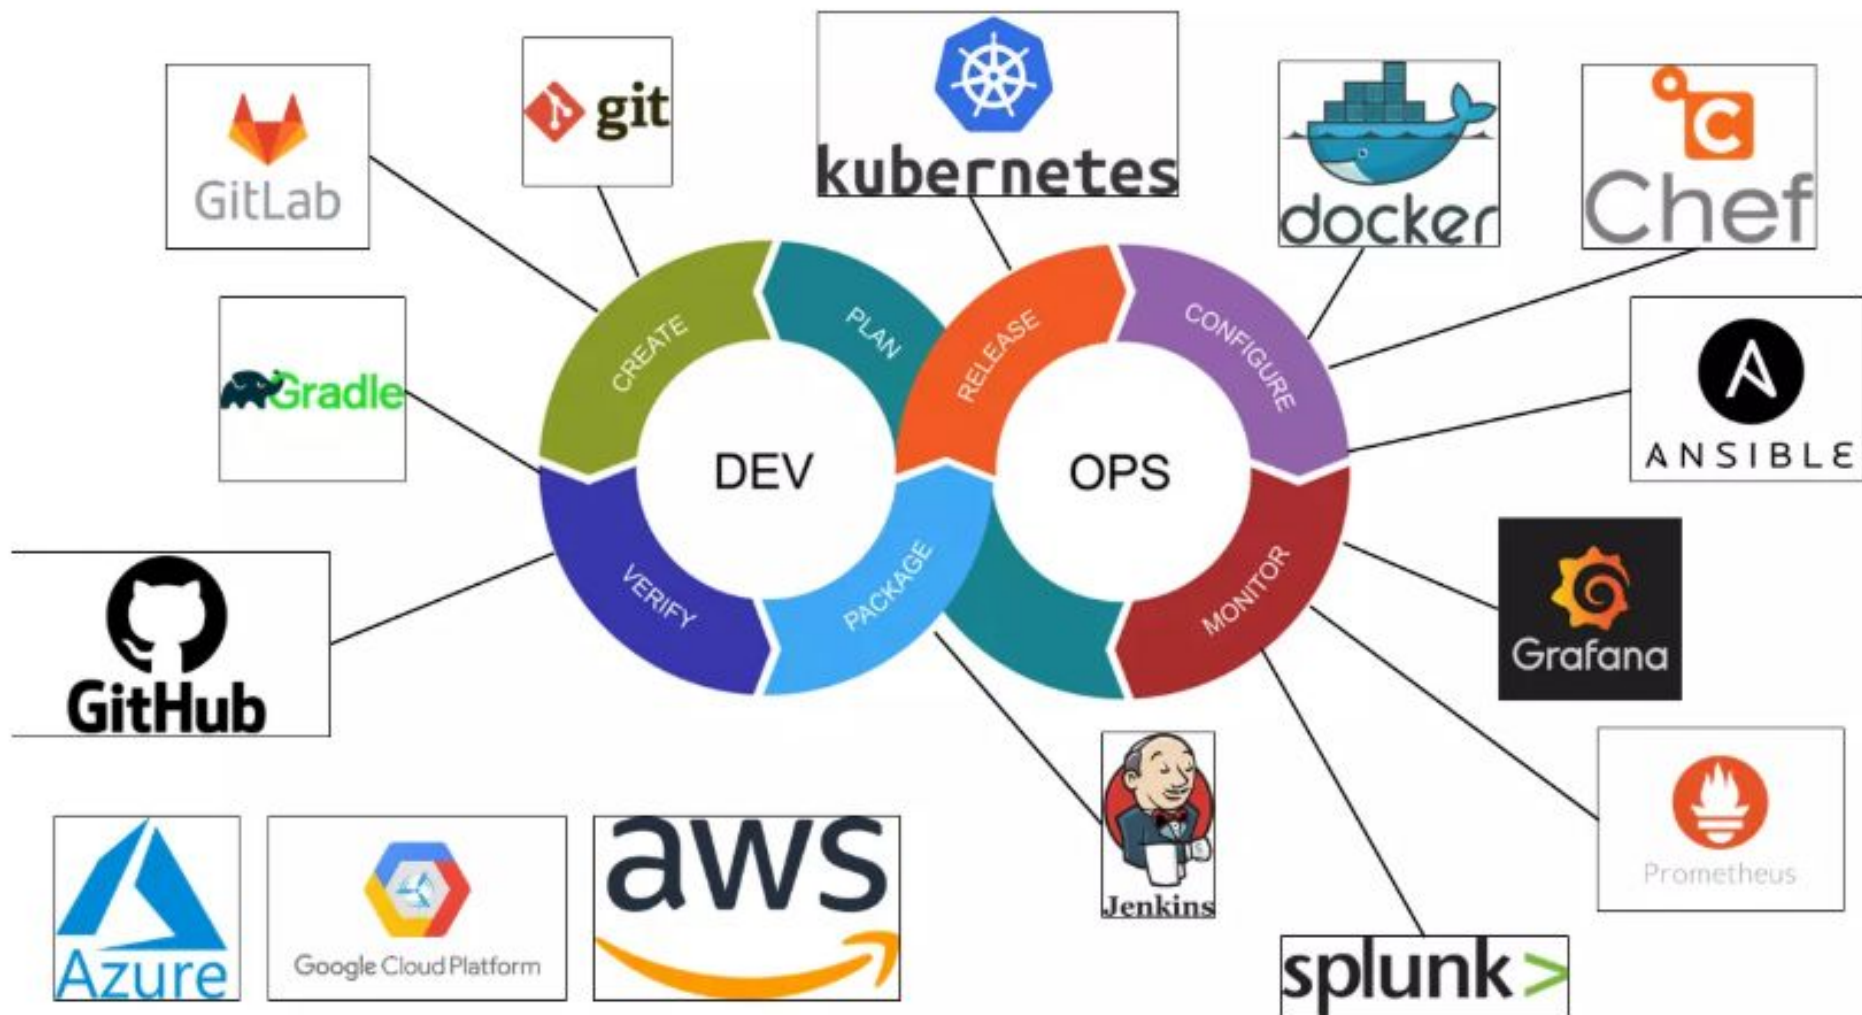 GitLab
git
kubernetes
docker
Chef
Gradle
CREATE
PLAN
RELEASE
CONFIGURE
ANSIBLE
DEV
OPS
GitHub
VERIFY
PACKAGE
MONITOR
Grafana
Prometheus
Jenkins
Azure
Google Cloud Platform
aws
splunk>